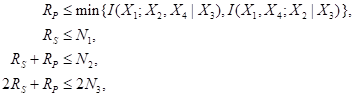 R_P ≤ min{I(X_1; X_2, X_4 | X_3), I(X_1, X_4; X_2 | X_3)},
R_S ≤ N_1,
R_S + R_P ≤ N_2,
2R_S + R_P ≤ 2N_3,